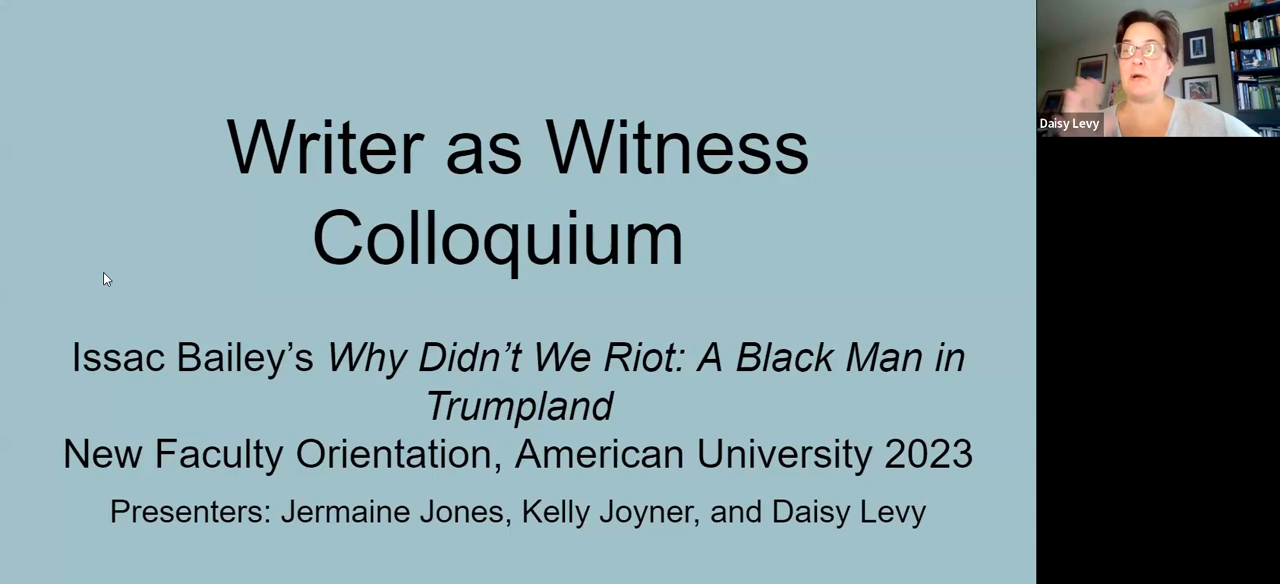 Writer as Witness
Colloquium
Issac Bailey’s Why Didn’t We Riot: A Black Man in
Trumpland
New Faculty Orientation, American University 2023
Presenters: Jermaine Jones, Kelly Joyner, and Daisy Levy
Daisy Levy